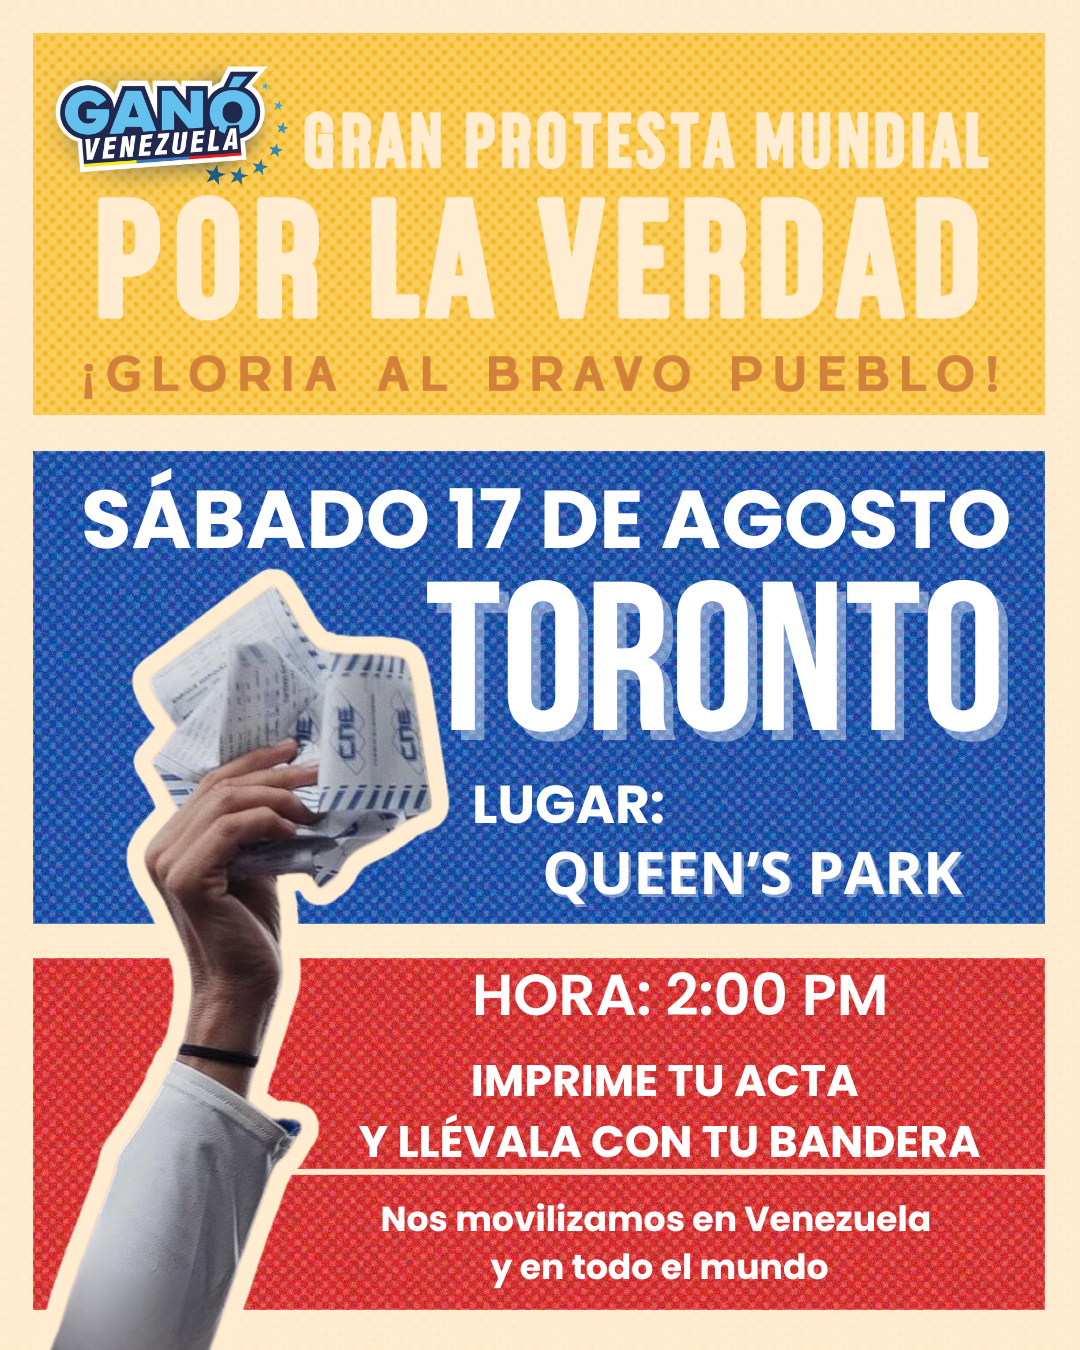 GANÓ
VENEZUELA
GRAN PROTESTA MUNDIAL
POR LA VERDAD
¡GLORIA AL BRAVO PUEBLO!
SÁBADO 17 DE AGOSTO
TORONTO
CNE
CNE
LUGAR:
QUEEN'S PARK
HORA: 2:00 PM
IMPRIME TU ACTA
Y LLÉVALA CON TU BANDERA
Nos movilizamos en Venezuela
y en todo el mundo